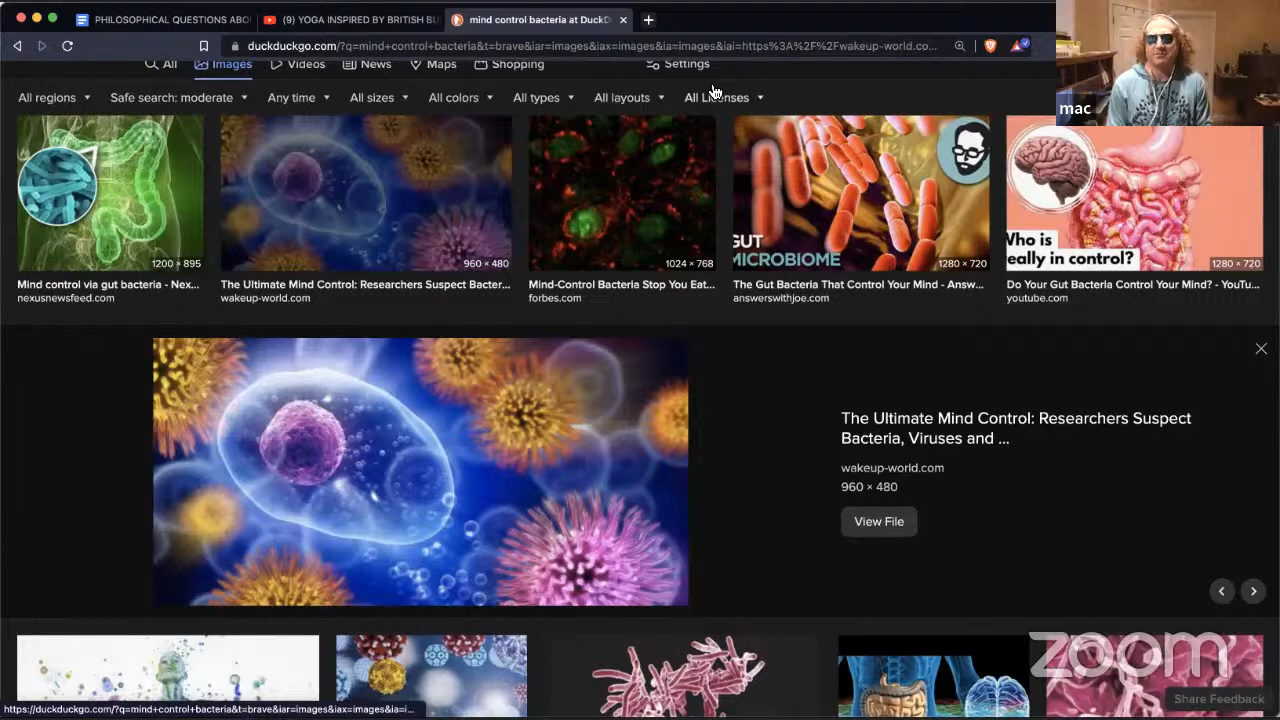 PHILOSOPHICAL QUESTIONS ABO
(9) YOGA INSPIRED BY BRITISH BU
mind control bacteria at DuckD
duckduckgo.com/?q=mind+control+bacteria&t=brave&iar=images&iax=images&ia=images&iai=https%3A%2F%2Fwakeup-world.co...
mac
All
Images
Videos
News
Maps
Shopping
Settings
All regions
Safe search: moderate
Any time
All sizes
All colors
All types
All layouts
All Licenses
1200 × 895
960 × 480
1024 × 768
GUT
MICROBIOME
1280 × 720
Who is
really in control?
1280 × 720
Mind control via gut bacteria - Nex...
nexusnewsfeed.com
The Ultimate Mind Control: Researchers Suspect Bacter...
wakeup-world.com
Mind-Control Bacteria Stop You Eat...
forbes.com
The Gut Bacteria That Control Your Mind - Answ...
answerswithjoe.com
Do Your Gut Bacteria Control Your Mind? - YouTu...
youtube.com
The Ultimate Mind Control: Researchers Suspect
Bacteria, Viruses and ...
wakeup-world.com
960 × 480
View File
zoom
Share Feedback
https://duckduckgo.com/?q=mind+control+bacteria&t=brave&iar=images&iax=images&ia=i...